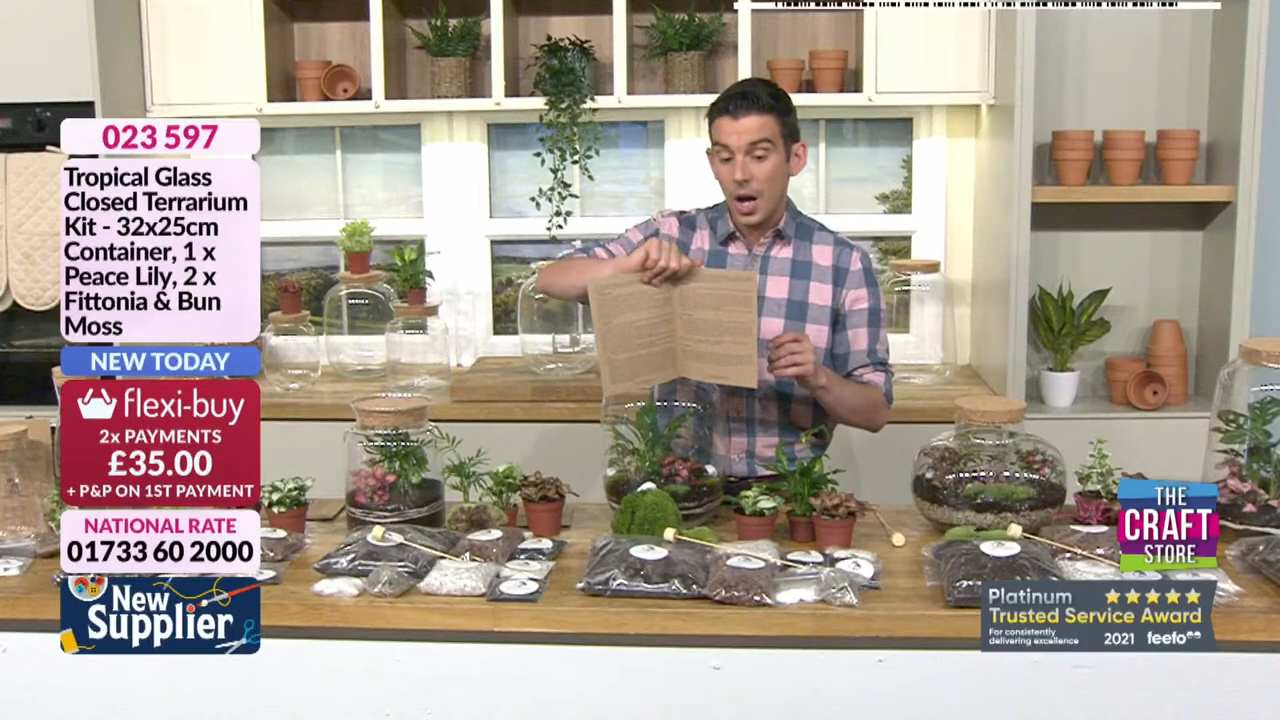 023 597
Tropical Glass
Closed Terrarium
Kit - 32x25cm
Container, 1 x
Peace Lily, 2 x
Fittonia & Bun
Moss
NEW TODAY
flexi-buy
2x PAYMENTS
£35.00
+ P&P ON 1ST PAYMENT
NATIONAL RATE
01733 60 2000
New
Supplier
THE
CRAFT
STORE
Platinum
Trusted Service Award
For consistently
delivering excellence
2021 feefo